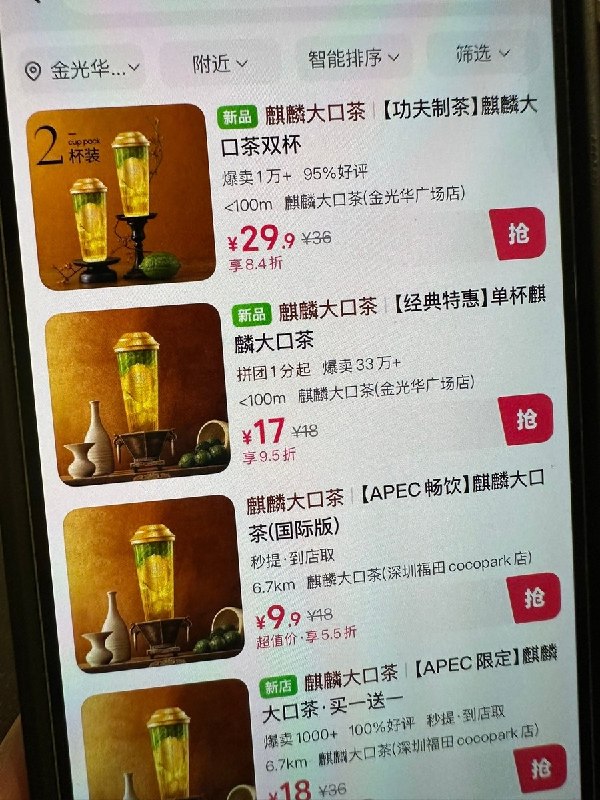 金光华... 附近 智能排序 筛选
2 cup pack 杯装
新品 麒麟大口茶 |【功夫制茶】麒麟大
口茶双杯
爆卖1万+ 95%好评
<100m 麒麟大口茶(金光华广场店)
¥29.9 ¥36
享8.4折
抢
新品 麒麟大口茶 |【经典特惠】单杯麒
麟大口茶
拼团1分起 爆卖33万+
<100m 麒麟大口茶(金光华广场店)
¥17 ¥18
享9.5折
抢
麒麟大口茶 |【APEC畅饮】麒麟大口
茶(国际版)
秒提·到店取
6.7km 麒麟大口茶(深圳福田cocopark店)
¥9.9 ¥18
超值价·享5.5折
抢
新店 麒麟大口茶 |【APEC限定】麒麟
大口茶·买一送一
爆卖1000+ 100%好评 秒提·到店取
6.7km 麒麟大口茶(深圳福田cocopark店)
¥18 ¥36
抢